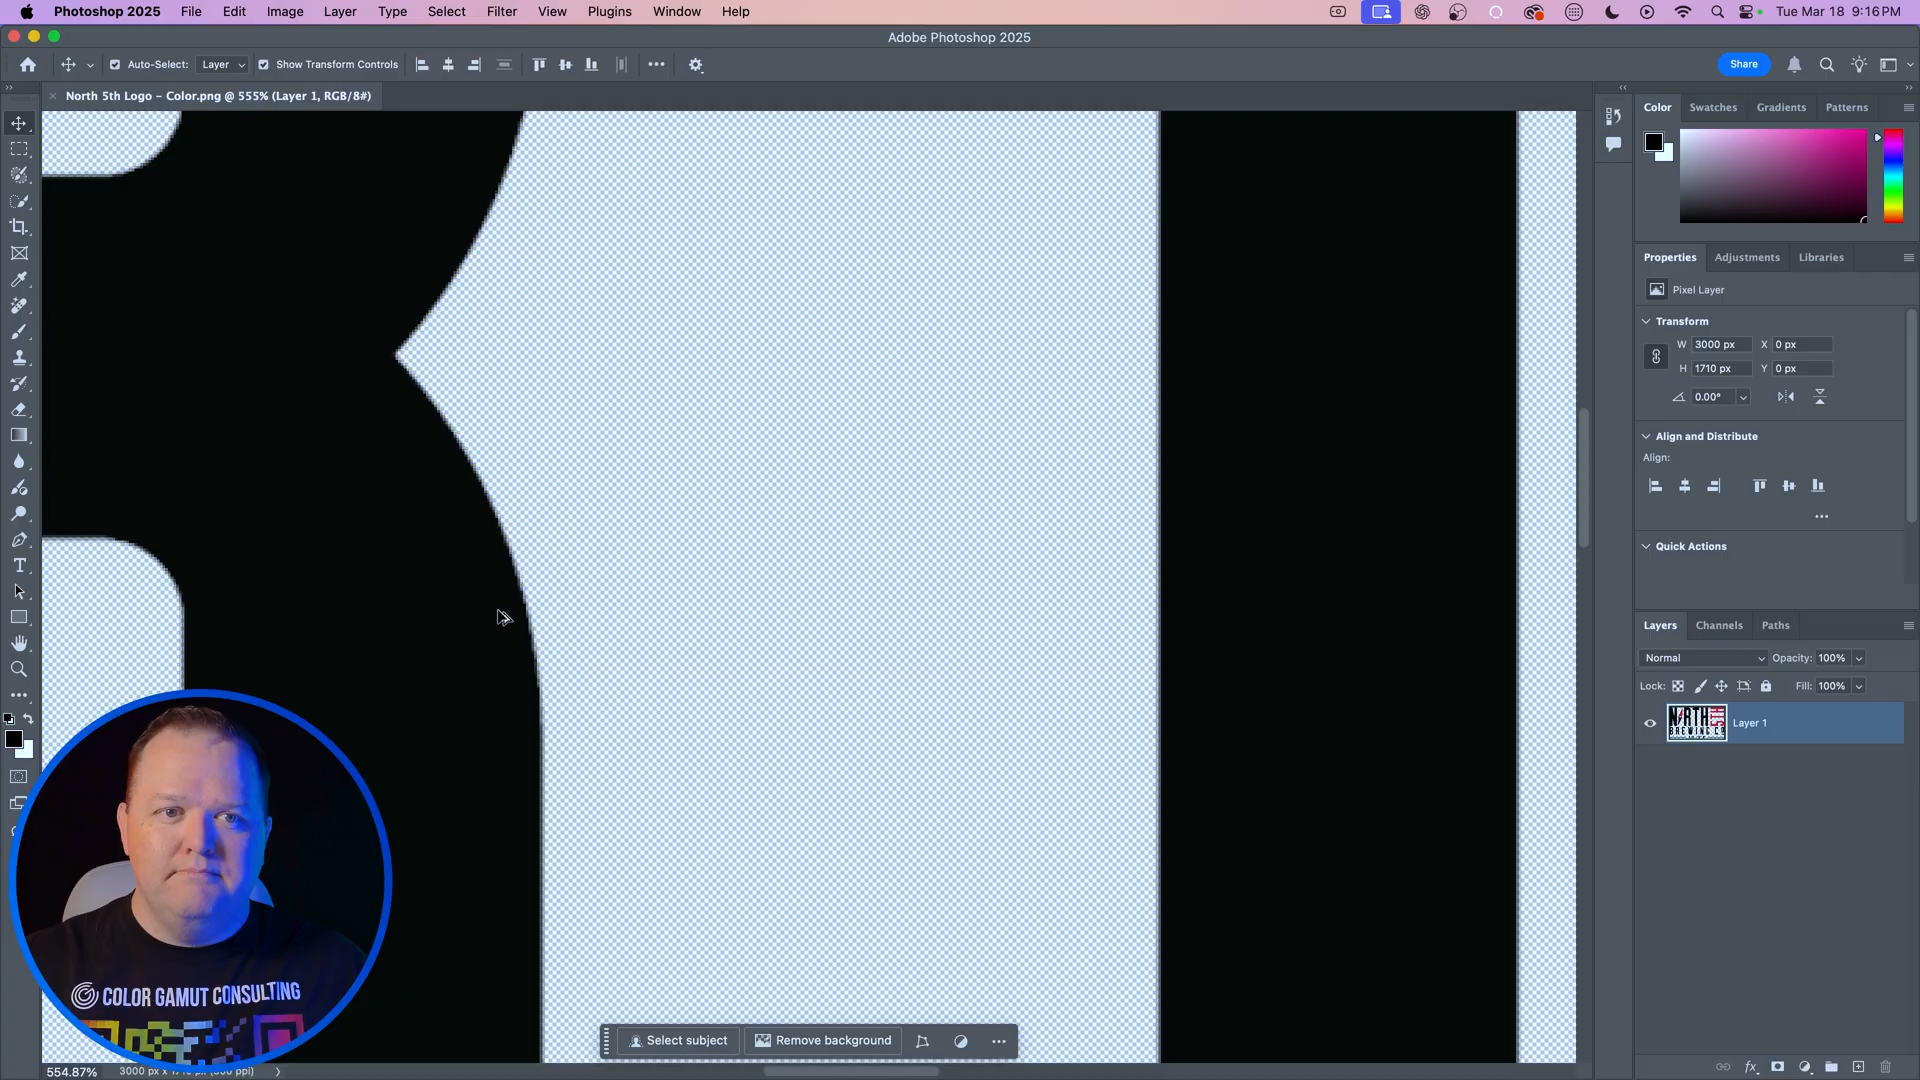 Photoshop 2025 File Edit Image Layer Type Select Filter View Plugins Window Help Tue Mar 18 9:16 PM
Adobe Photoshop 2025
Auto-Select: Layer Show Transform Controls Share
North 5th Logo – Color.png @ 555% (Layer 1, RGB/8#)
Color Swatches Gradients Patterns
Properties Adjustments Libraries
Pixel Layer
Transform
W 3000 px X 0 px
H 1710 px Y 0 px
0.00°
Align and Distribute
Align:
Quick Actions
Layers Channels Paths
Normal Opacity: 100%
Lock: Fill: 100%
NORTH 5TH
BREWING CO
Layer 1
COLOR GAMUT CONSULTING
Select subject Remove background
554.87%